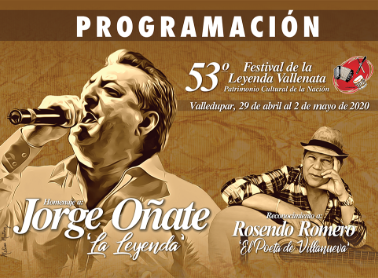 PROGRAMACIÓN
53º Festival de la
Leyenda Vallenata
Patrimonio Cultural de la Nación
Valledupar, 29 de abril al 2 de mayo de 2020
Homenaje a:
Jorge Oñate
'La Leyenda'
Reconocimiento a:
Rosendo Romero
'El Poeta de Villanueva'